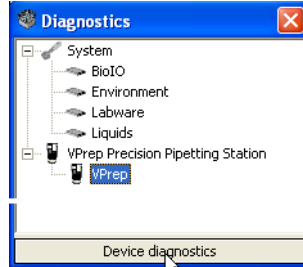 Diagnostics
System
BioIO
Environment
Labware
Liquids
VPrep Precision Pipetting Station
VPrep
Device diagnostics